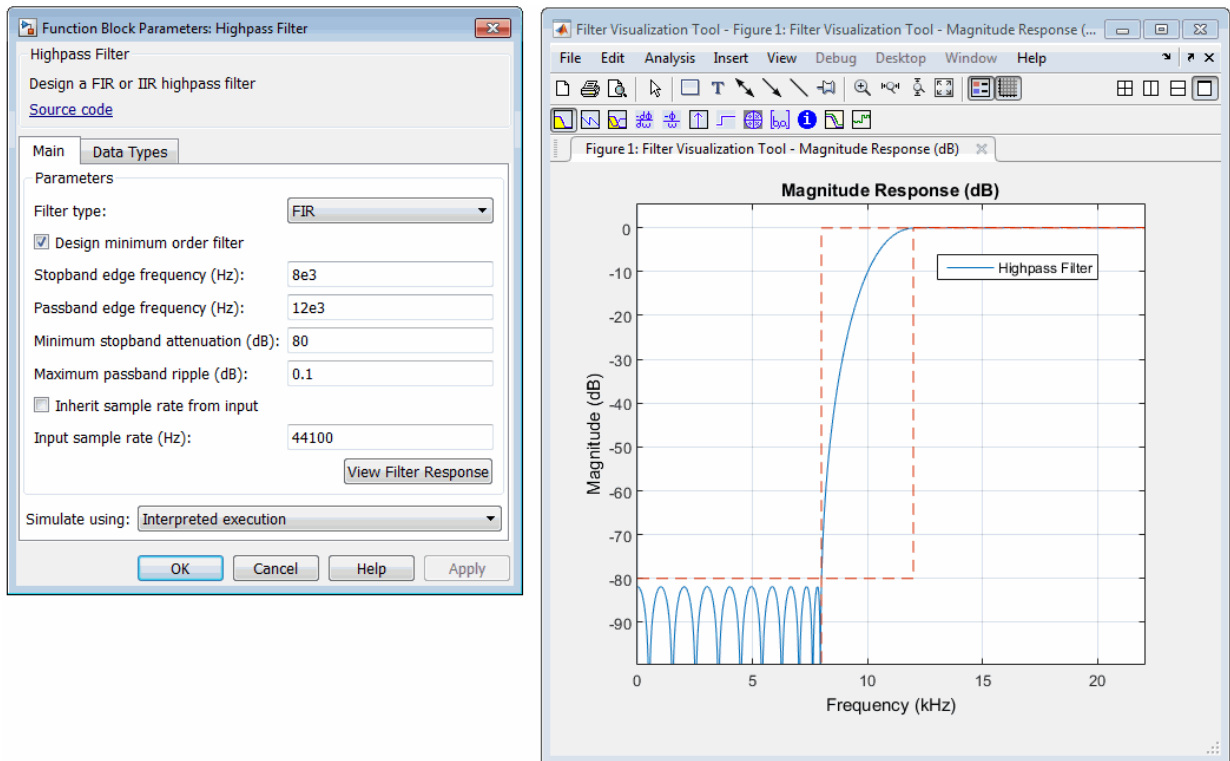 Function Block Parameters: Highpass Filter
Highpass Filter
Design a FIR or IIR highpass filter
Source code
Main
Data Types
Parameters
Filter type:
FIR
Design minimum order filter
Stopband edge frequency (Hz):
8e3
Passband edge frequency (Hz):
12e3
Minimum stopband attenuation (dB):
80
Maximum passband ripple (dB):
0.1
Inherit sample rate from input
Input sample rate (Hz):
44100
View Filter Response
Simulate using:
Interpreted execution
OK
Cancel
Help
Apply
Filter Visualization Tool - Figure 1: Filter Visualization Tool - Magnitude Response (...
File Edit Analysis Insert View Debug Desktop Window Help
Figure 1: Filter Visualization Tool - Magnitude Response (dB)
Magnitude Response (dB)
Magnitude (dB)
0
-10
-20
-30
-40
-50
-60
-70
-80
-90
Highpass Filter
0 5 10 15 20
Frequency (kHz)